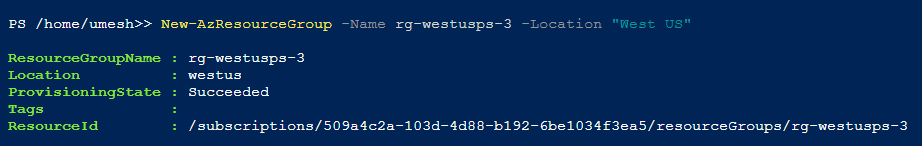 PS /home/umesh>> New-AzResourceGroup -Name rg-westusps-3 -Location "West US"
ResourceGroupName : rg-westusps-3
Location          : westus
ProvisioningState : Succeeded
Tags              :
ResourceId        : /subscriptions/509a4c2a-103d-4d88-b192-6be1034f3ea5/resourceGroups/rg-westusps-3